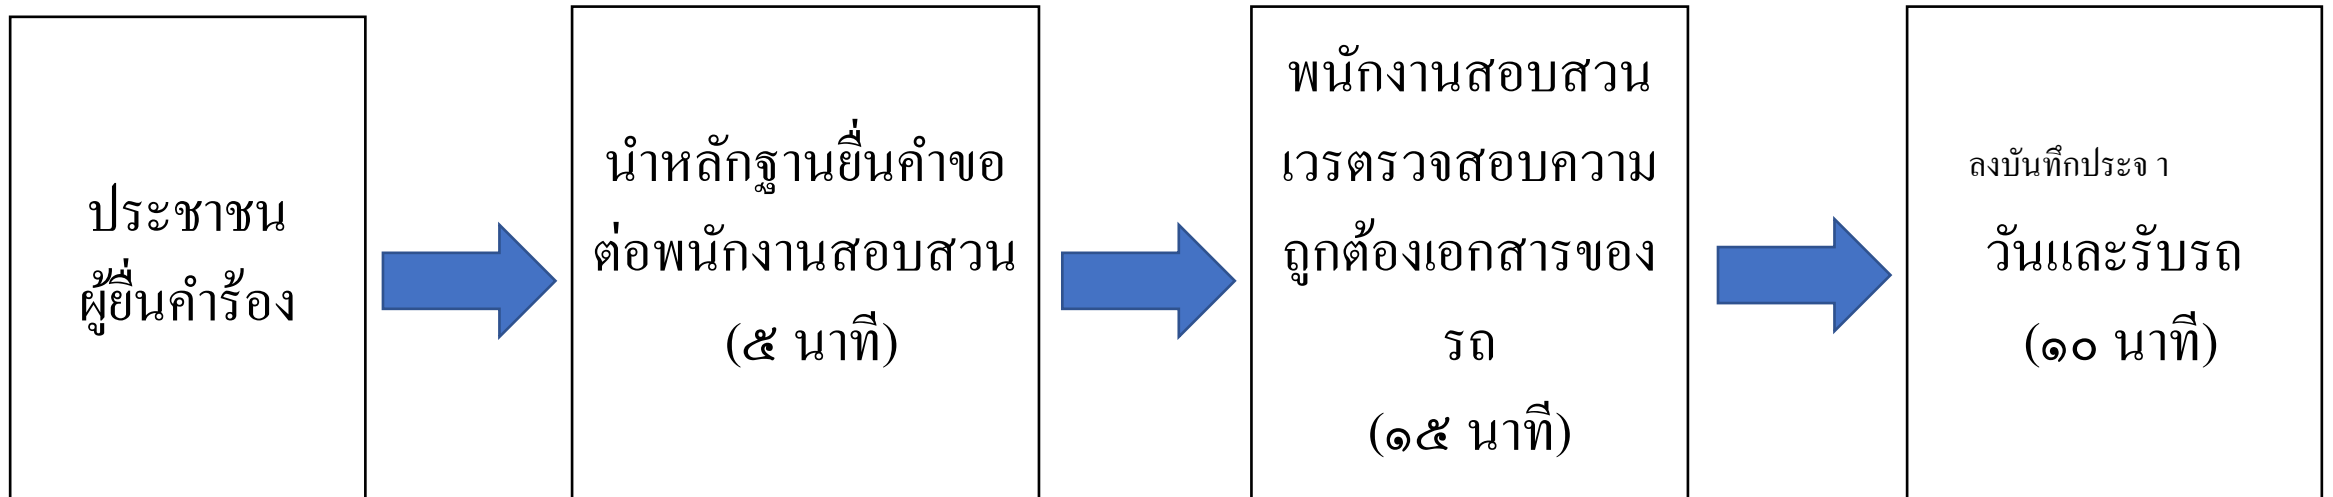 ประชาชน
ผู้ยื่นคำร้อง
นำหลักฐานยื่นคำขอ
ต่อพนักงานสอบสวน
(๕ นาที)
พนักงานสอบสวน
เวรตรวจสอบความ
ถูกต้องเอกสารของ
รถ
(๑๕ นาที)
ลงบันทึกประจ า
วันและรับรถ
(๑๐ นาที)